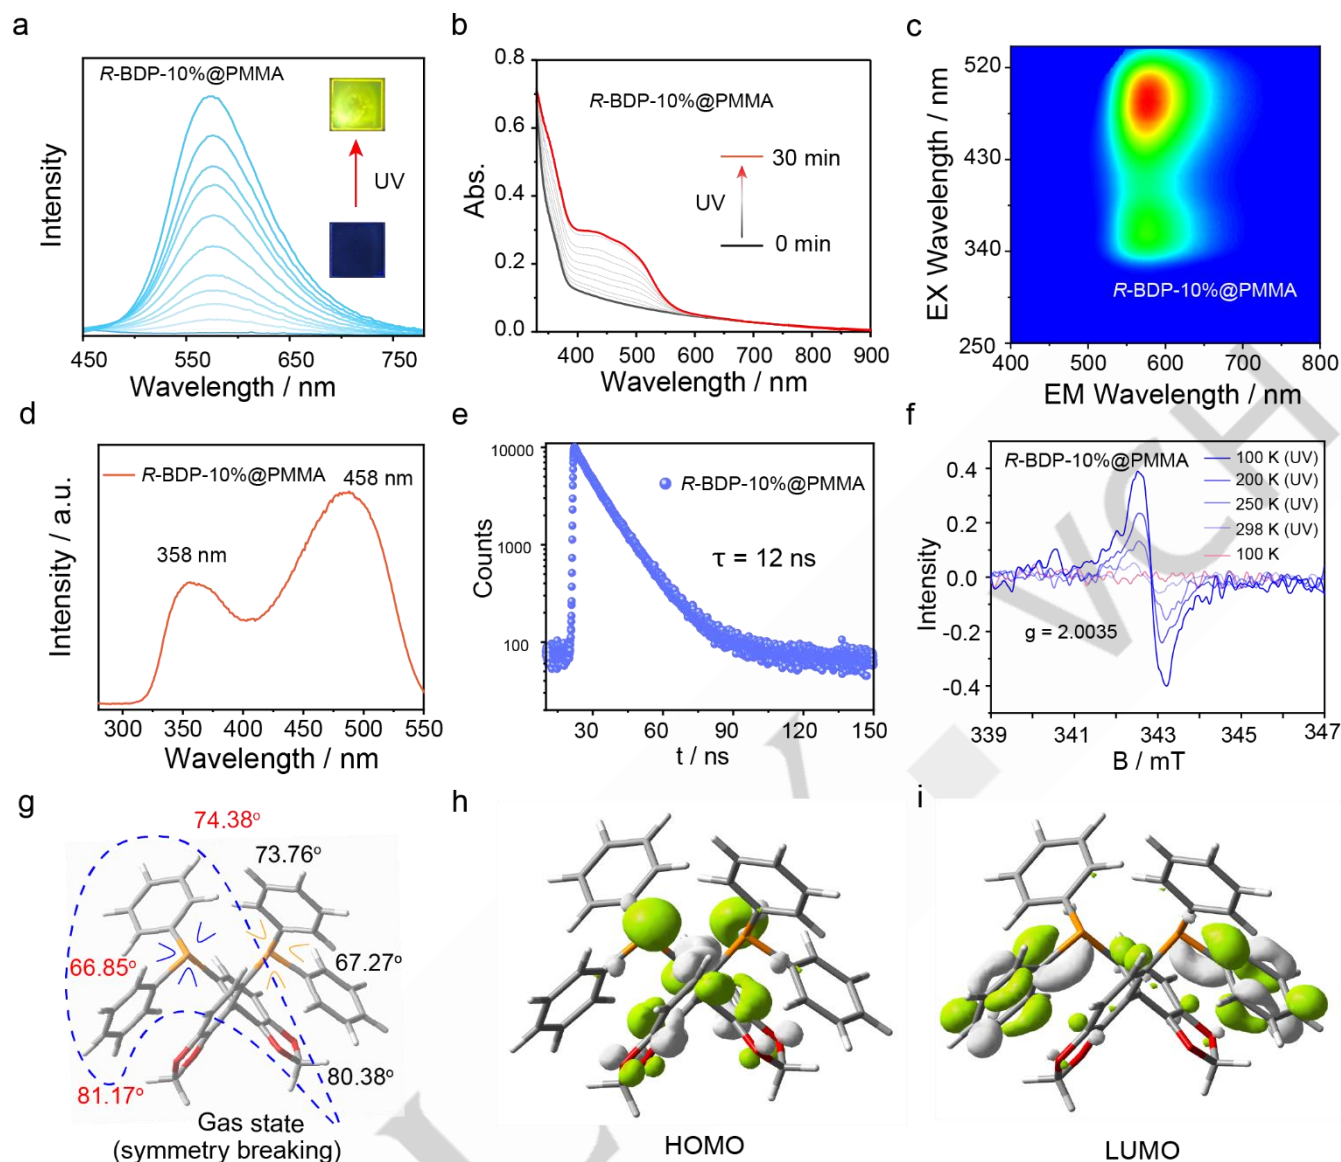 a
R-BDP-10%@PMMA
UV
Intensity
450
550
650
750
Wavelength / nm
b
0.8
0.6
0.4
0.2
0.0
Abs.
R-BDP-10%@PMMA
30 min
UV
0 min
400
500
600
700
800
900
Wavelength / nm
c
520
430
340
250
EX Wavelength / nm
R-BDP-10%@PMMA
400
500
600
700
800
EM Wavelength / nm
d
R-BDP-10%@PMMA
458 nm
358 nm
Intensity / a.u.
300
350
400
450
500
550
Wavelength / nm
e
10000
1000
100
Counts
R-BDP-10%@PMMA
τ = 12 ns
30
60
90
120
150
t / ns
f
R-BDP-10%@PMMA
100 K (UV)
200 K (UV)
250 K (UV)
298 K (UV)
100 K
0.4
0.2
0.0
-0.2
-0.4
Intensity
g = 2.0035
339
341
342
343
345
347
B / mT
g
74.38°
73.76°
66.85°
67.27°
81.17°
80.38°
Gas state
(symmetry breaking)
h
HOMO
i
LUMO
VCH